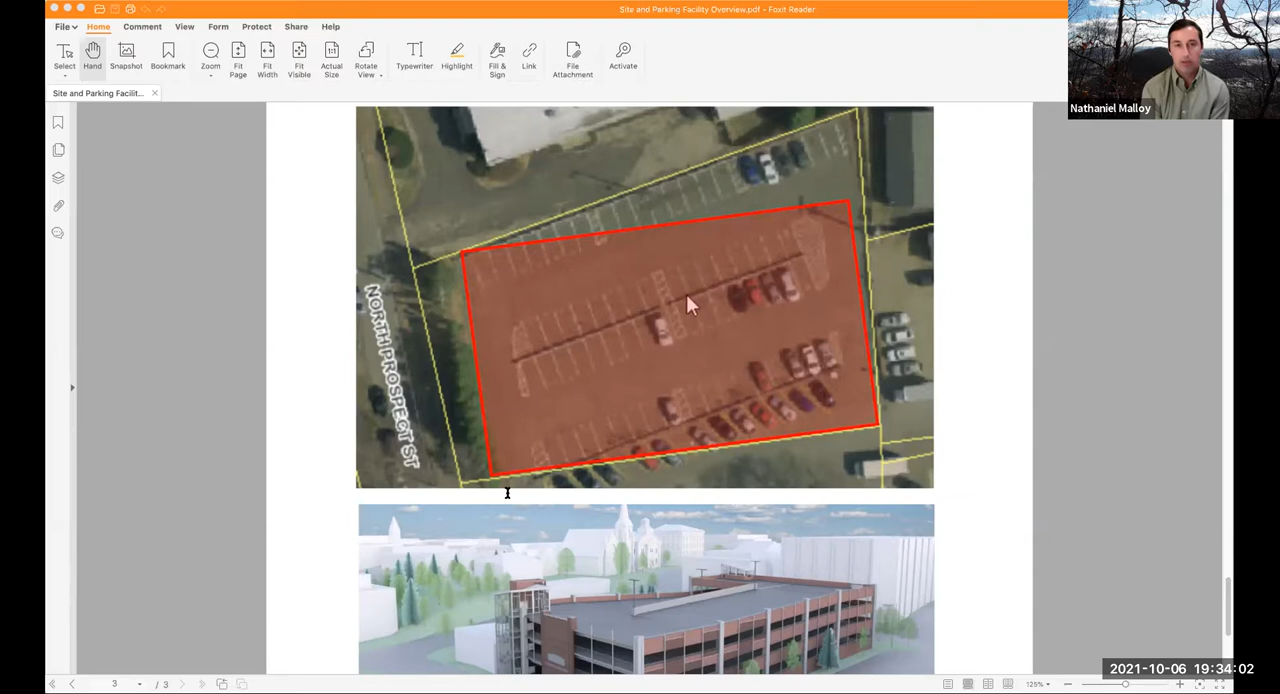 Site and Parking Facility Overview.pdf - Foxit Reader
File Home Comment View Form Protect Share Help
Select Hand Snapshot Bookmark Zoom Fit Page Fit Width Fit Visible Actual Size Rotate View Typewriter Highlight Fill & Sign Link File Attachment Activate
Nathaniel Malloy
Site and Parking Facilit...
NORTH PROSPECT ST
2021-10-06 19:34:02
3 / 3 125%